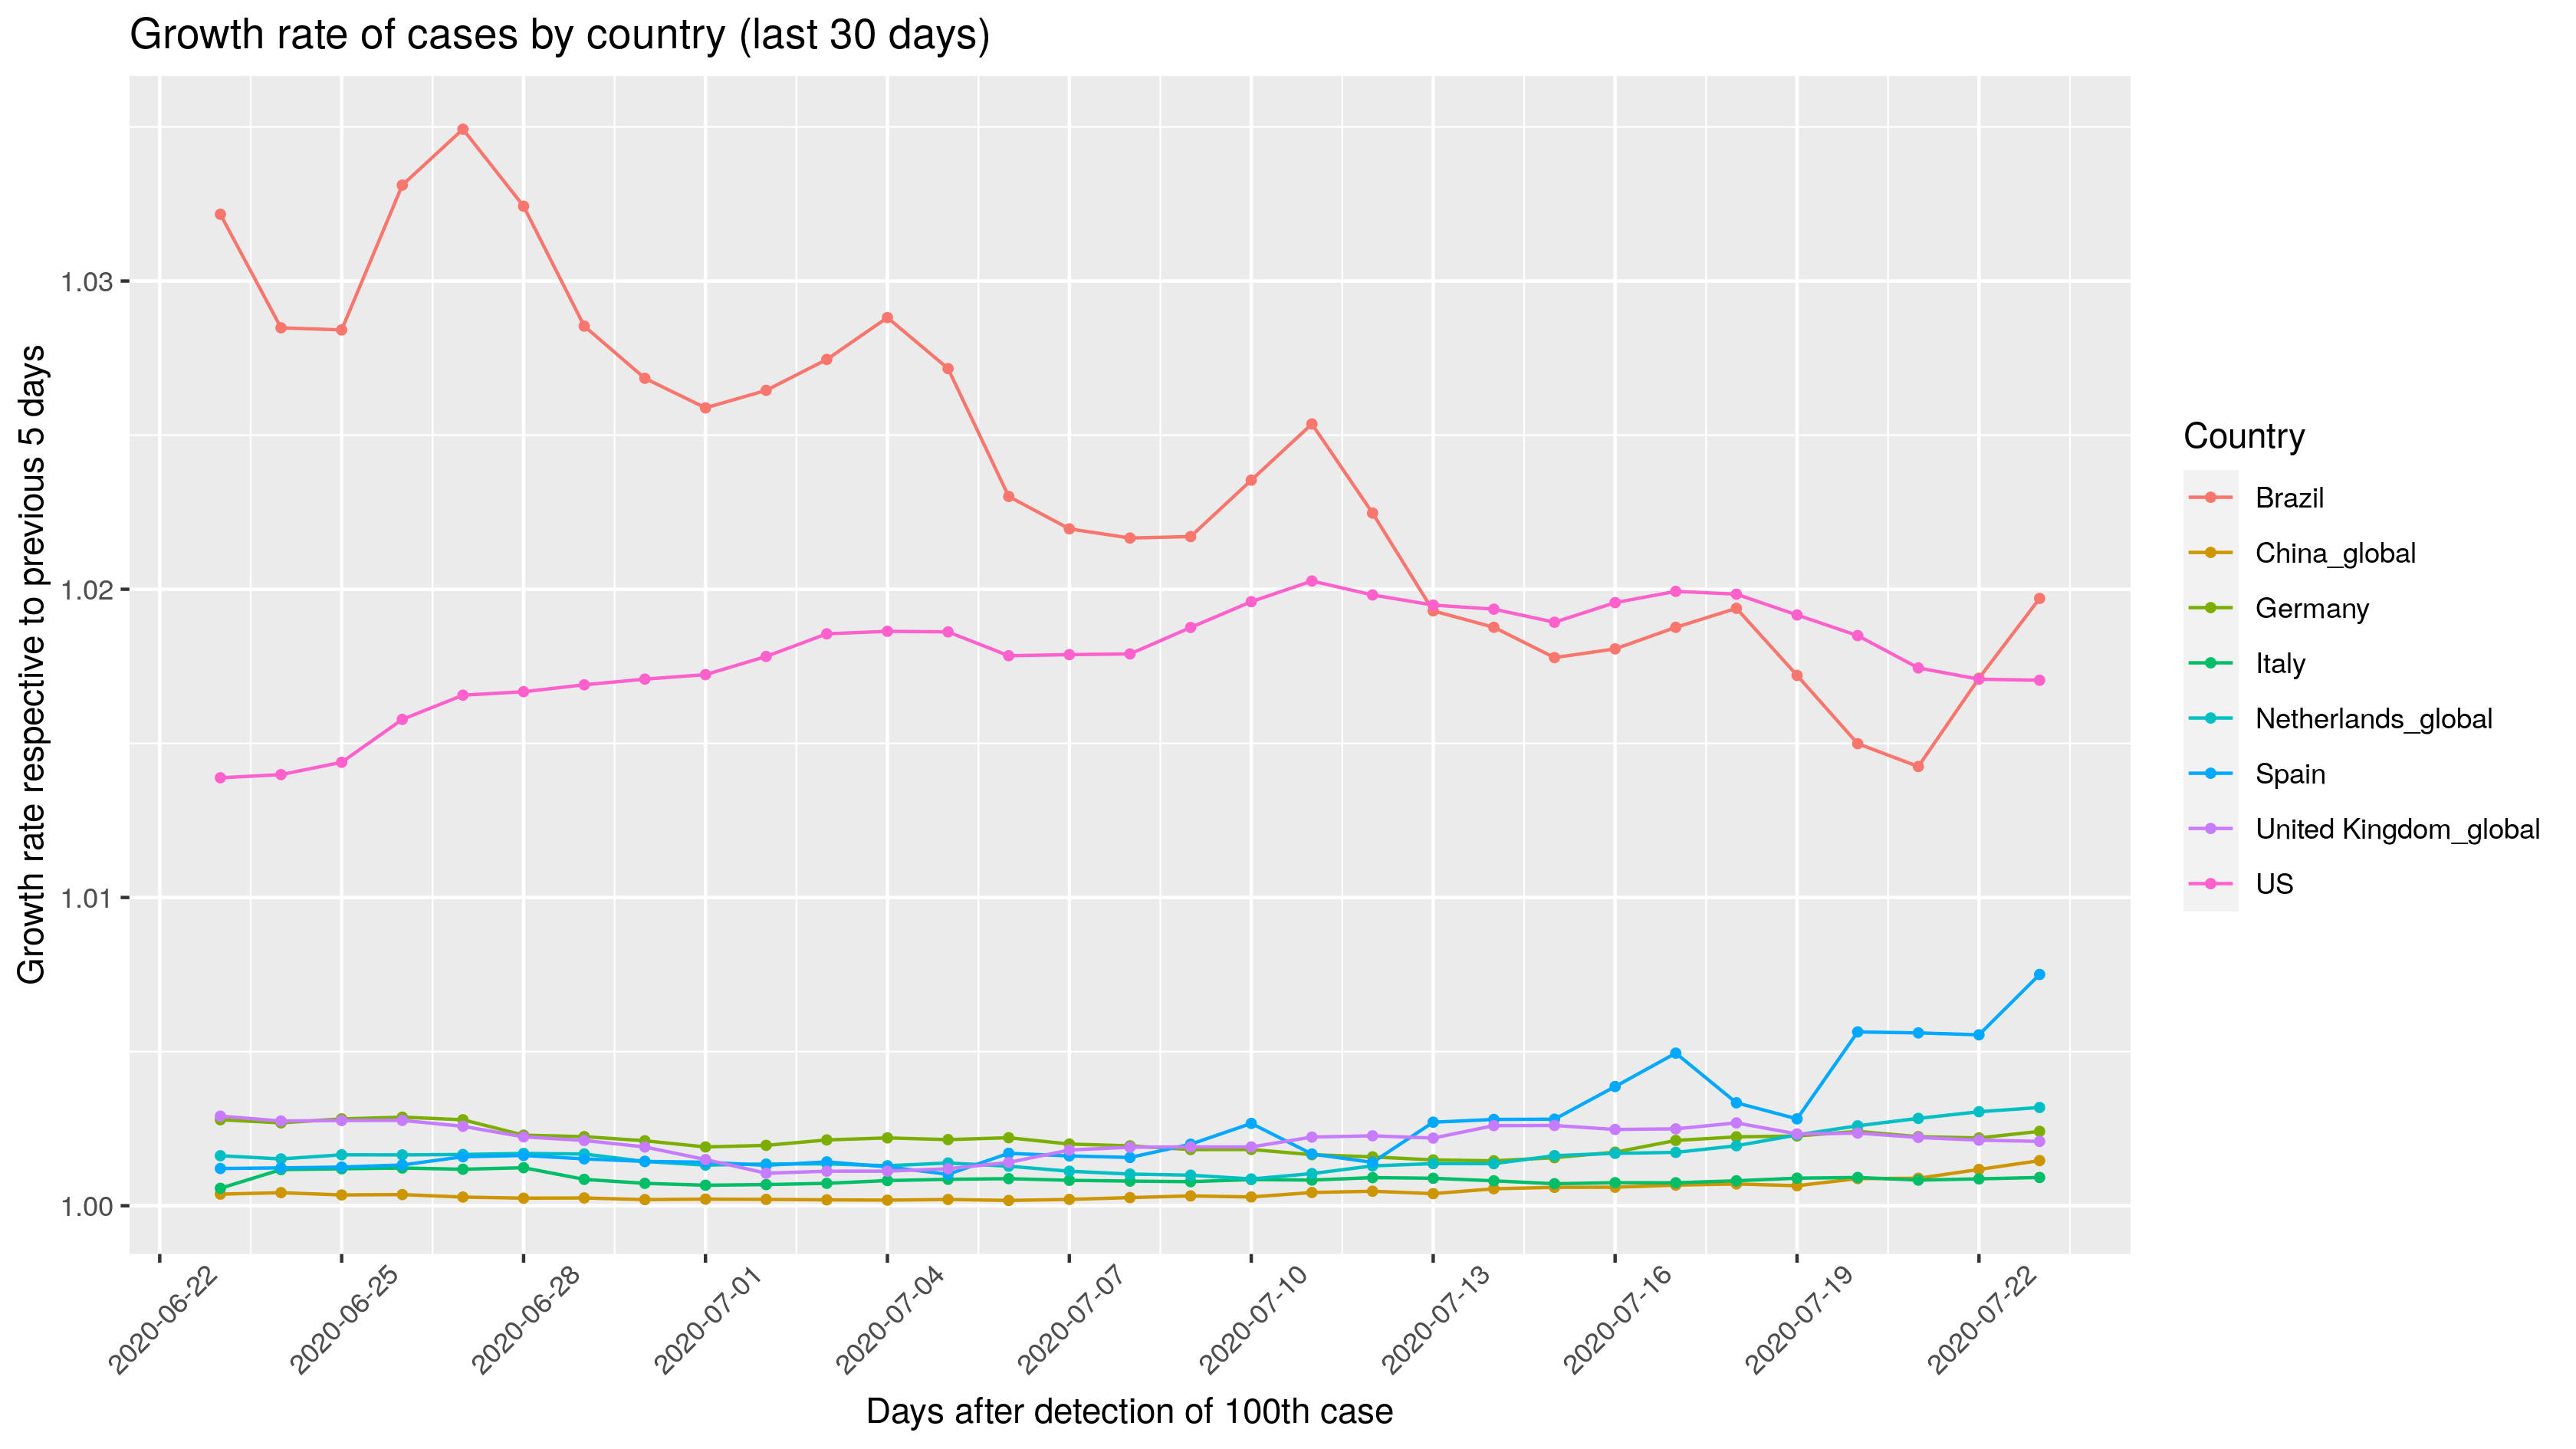 Growth rate of cases by country (last 30 days)
Growth rate respective to previous 5 days
1.03
1.02
1.01
1.00
2020-06-22
2020-06-25
2020-06-28
2020-07-01
2020-07-04
2020-07-07
2020-07-10
2020-07-13
2020-07-16
2020-07-19
2020-07-22
Days after detection of 100th case
Country
Brazil
China_global
Germany
Italy
Netherlands_global
Spain
United Kingdom_global
US